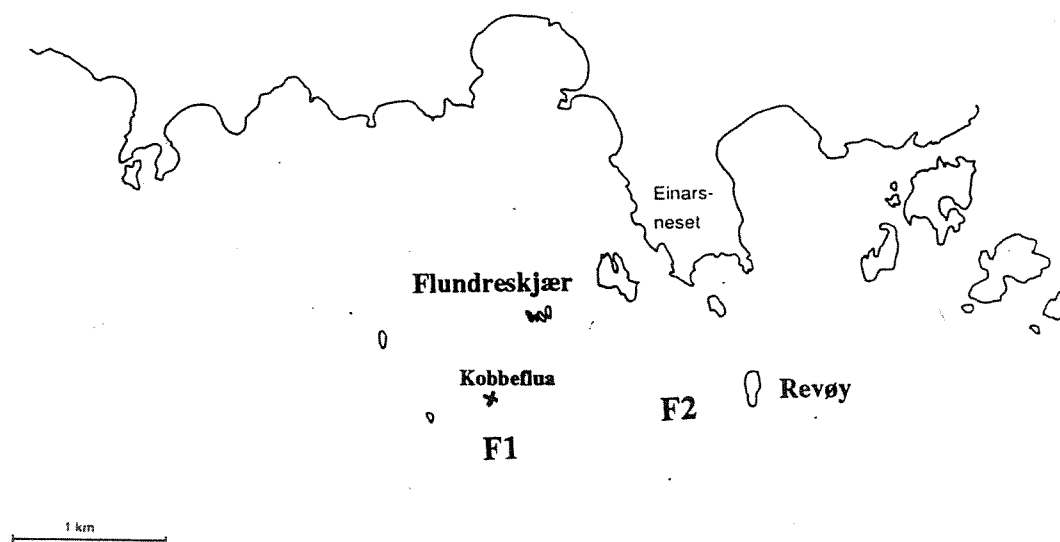 Einars-
neset
Flundreskjær
Kobbeflua
Revøy
F2
F1
1 km